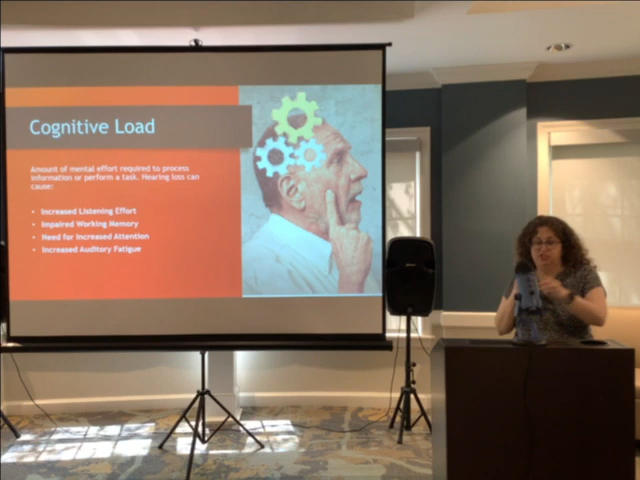 Cognitive Load
Amount of mental effort required to process
information or perform a task. Hearing loss can
cause:
• Increased Listening Effort
• Impaired Working Memory
• Need for Increased Attention
• Increased Auditory Fatigue